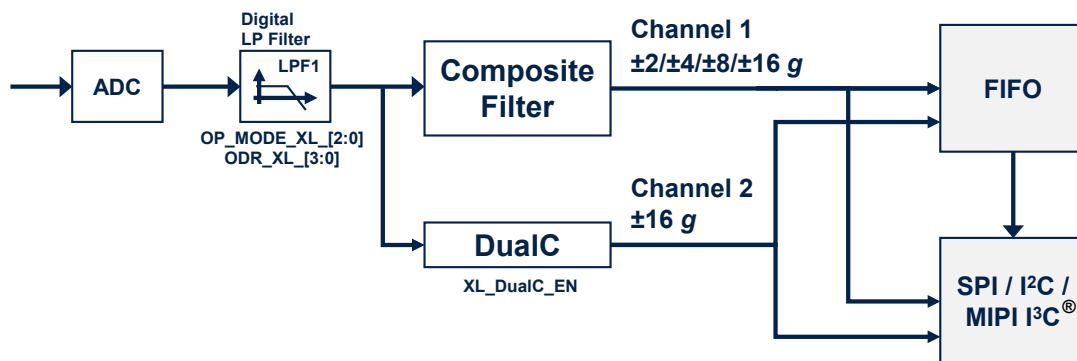 Digital
LP Filter
ADC
LPF1
OP_MODE_XL_[2:0]
ODR_XL_[3:0]
Composite
Filter
Channel 1
±2/±4/±8/±16 g
FIFO
DualC
XL_DualC_EN
Channel 2
±16 g
SPI / I²C /
MIPI I³C®